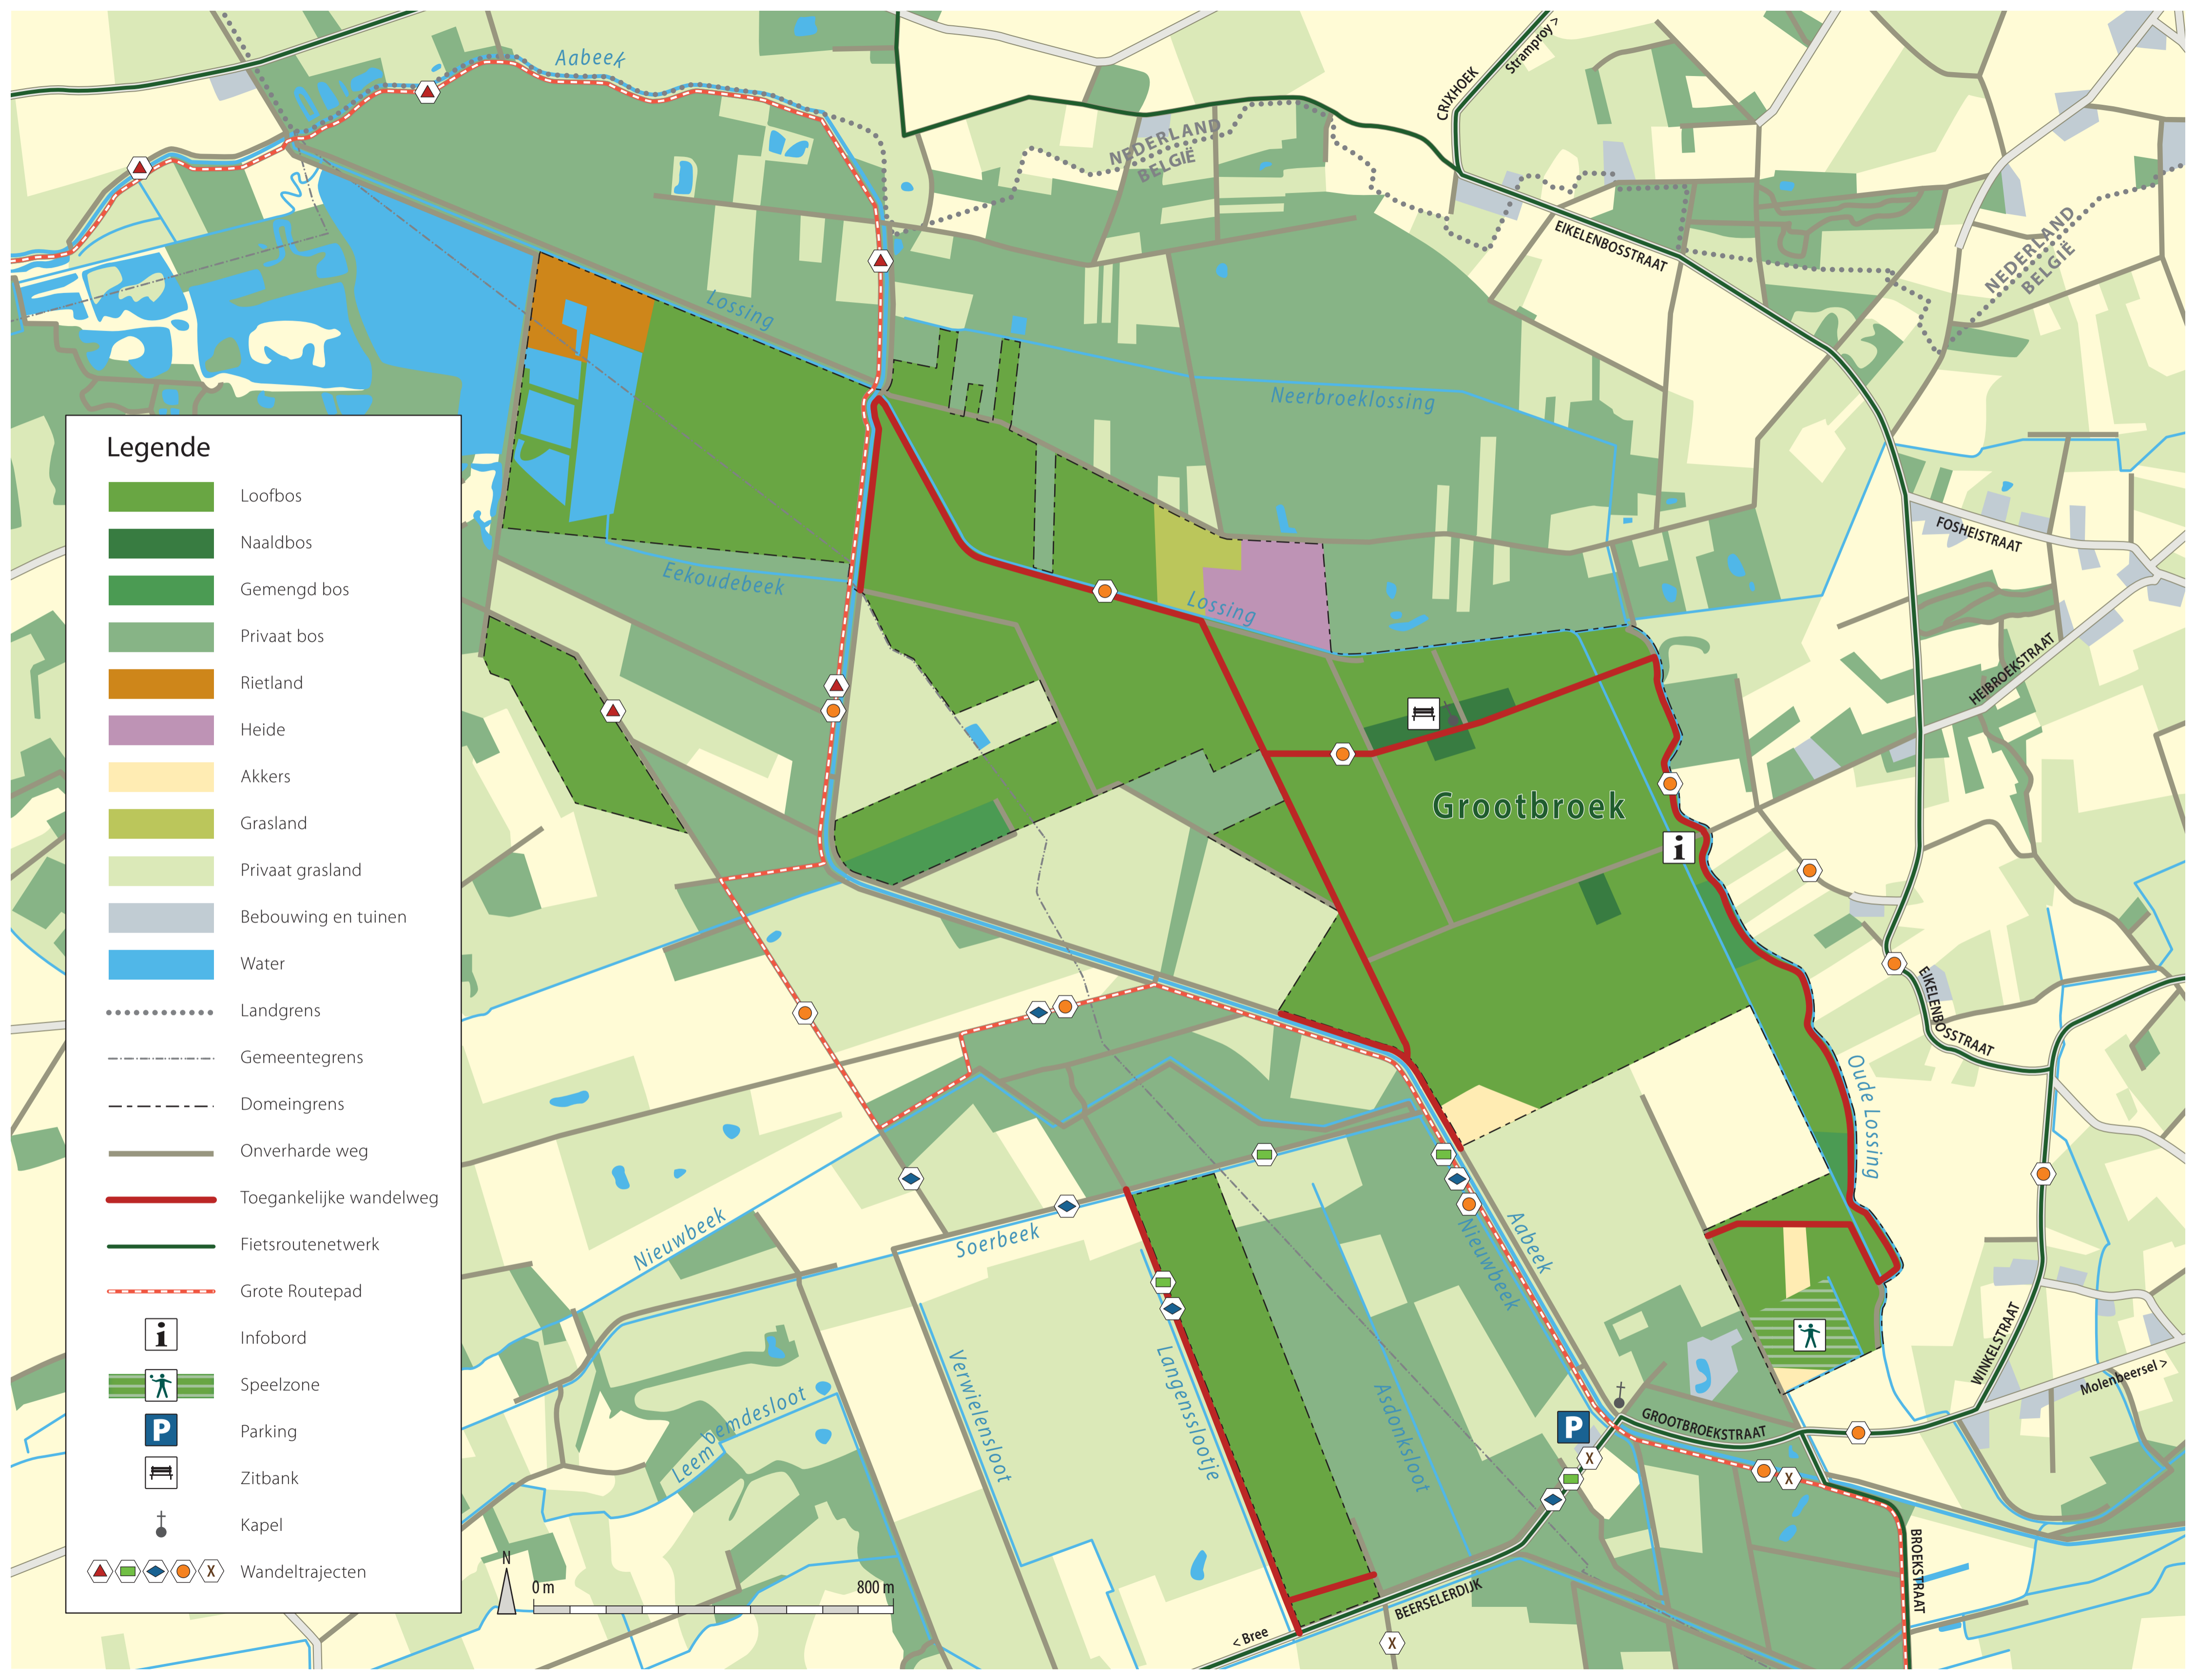 Aabeek
Stramproy >
CRIXHOEK
NEDERLAND
BELGIË
EIKELENBOSSTRAAT
NEDERLAND
BELGIË
Lossing
Neerbroeklossing
FOSHEISTRAAT
Eekoudebeek
Lossing
HEIBROEKSTRAAT
Grootbroek
i
EIKELENBOSSTRAAT
Oude Lossing
Nieuwbeek
Soerbeek
Aabeek
Nieuwbeek
WINKELSTRAAT
Molenbeersel >
Verwielensloot
Langensslootje
Asdonksloot
Leembemdesloot
P
GROOTBROEKSTRAAT
X
X
BROEKSTRAAT
BEERSELERDIJK
< Bree
X
Legende
Loofbos
Naaldbos
Gemengd bos
Privaat bos
Rietland
Heide
Akkers
Grasland
Privaat grasland
Bebouwing en tuinen
Water
Landgrens
Gemeentegrens
Domeingrens
Onverharde weg
Toegankelijke wandelweg
Fietsroutenetwerk
Grote Routepad
i Infobord
Speelzone
P Parking
Zitbank
Kapel
X Wandeltrajecten
N
0 m 800 m